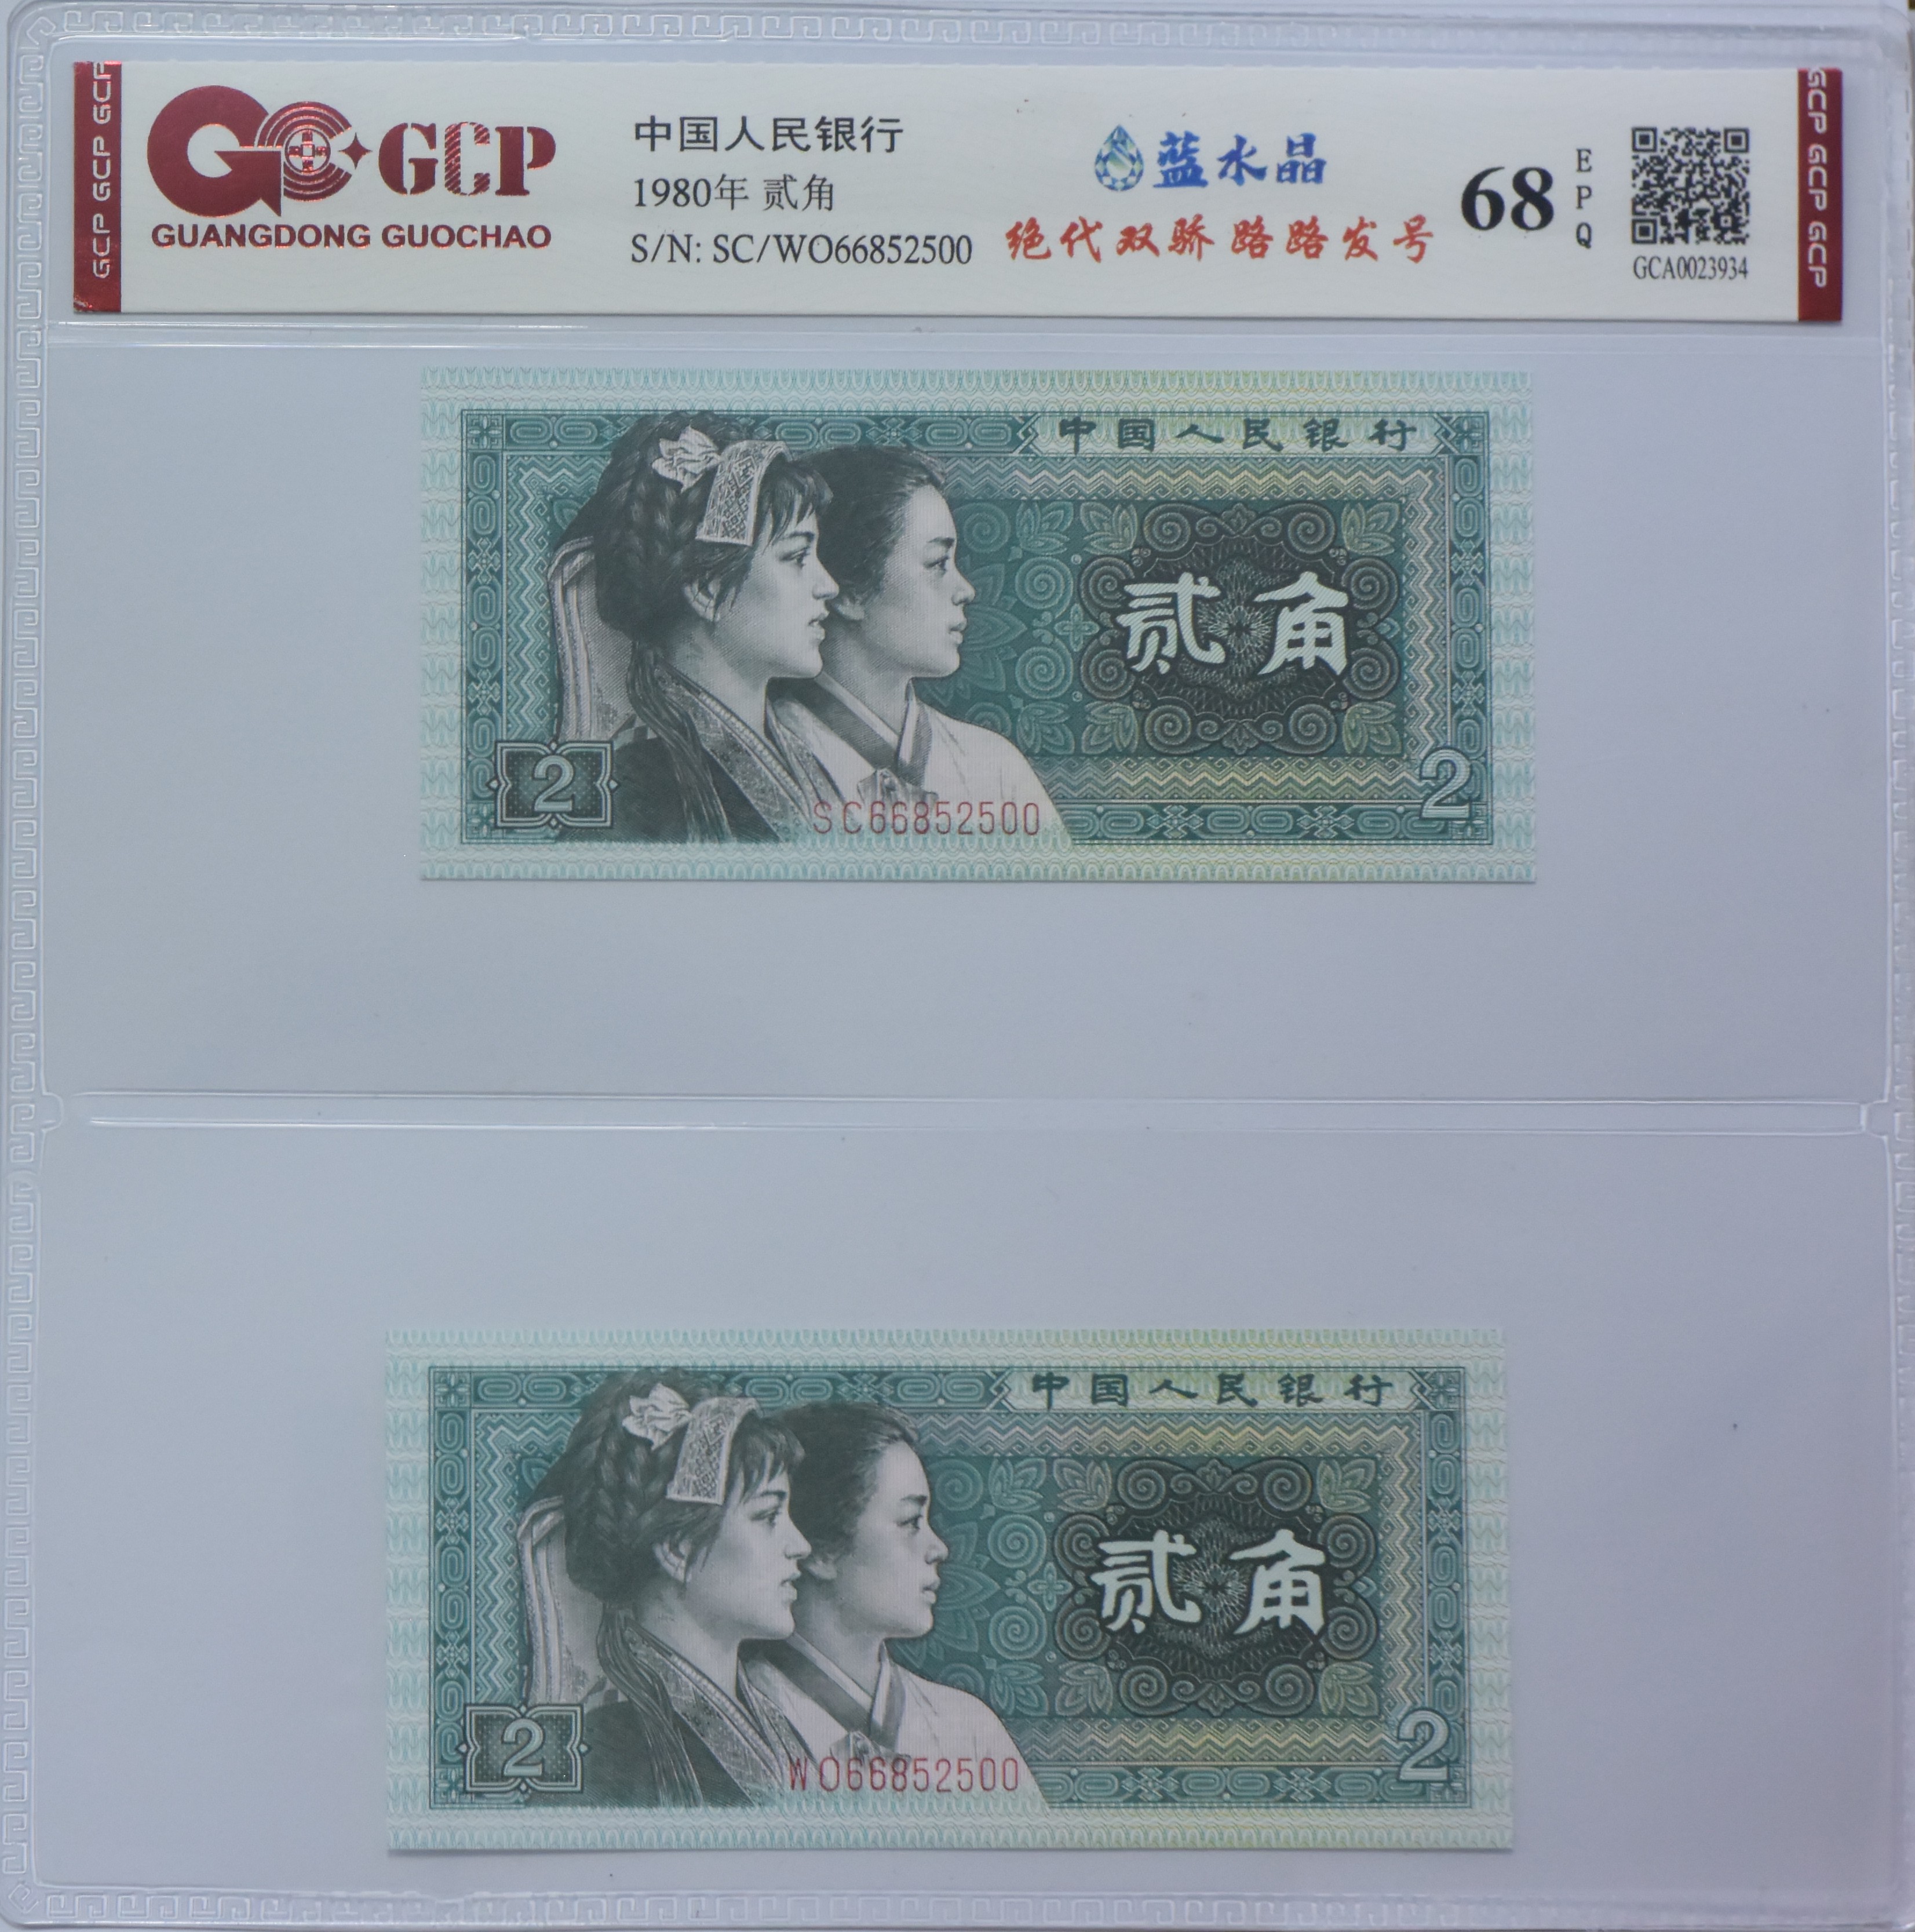 GCP GCP GCP
GCP
GUANGDONG GUOCHAO
中国人民银行
1980年 贰角
S/N: SC/WO66852500
蓝水晶
绝代双骄 路路发号
68
EPQ
GCA0023934
GCP GCP GCP
中国人民银行
贰角
2
2
SC66852500
中国人民银行
贰角
2
2
WO66852500